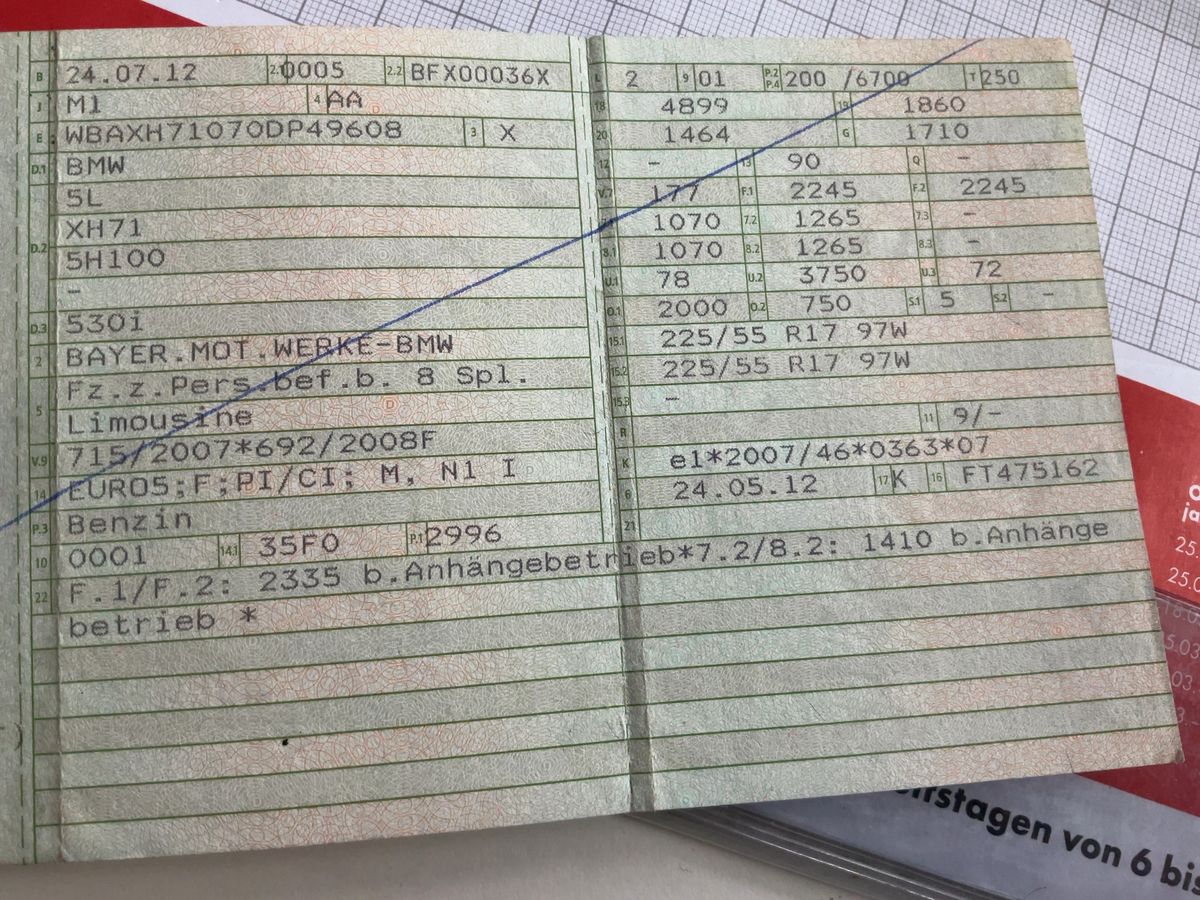 B 24.07.12 2.1 0005 2.2 BFX00036X
J M1 4 AA
E WBAXH71070DP49608 3 X
D.1 BMW
5L
XH71
D.2 5H100
–
D.3 530i
2 BAYER.MOT.WERKE-BMW
Fz.z.Pers.bef.b. 8 Spl.
5 Limousine
V.9 715/2007*692/2008F
14 EURO5;F;PI/CI; M, N1 I
P.3 Benzin
10 0001 14.1 35F0 P.1 2996
22 F.1/F.2: 2335 b.Anhängebetrieb*7.2/8.2: 1410 b.Anhänge
betrieb *
L 2 9 01 P.2 P.4 200 /6700 T 250
18 4899 19 1860
20 1464 G 1710
12 – 13 90 Q –
V.7 177 F.1 2245 F.2 2245
1070 7.2 1265 7.3 –
8.1 1070 8.2 1265 8.3 –
U.1 78 U.2 3750 U.3 72
O.1 2000 O.2 750 S.1 5 S.2 –
15.1 225/55 R17 97W
15.2 225/55 R17 97W
15.3 –
R 11 9/–
K e1*2007/46*0363*07
6 24.05.12 17 K 16 FT475162
21
ja
25.
25.0
18.0
5.03
03
tstagen von 6 bis